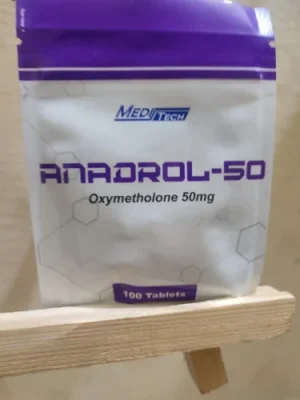 MEDITECH
ANADROL-50
Oxymetholone 50mg
100 Tablets